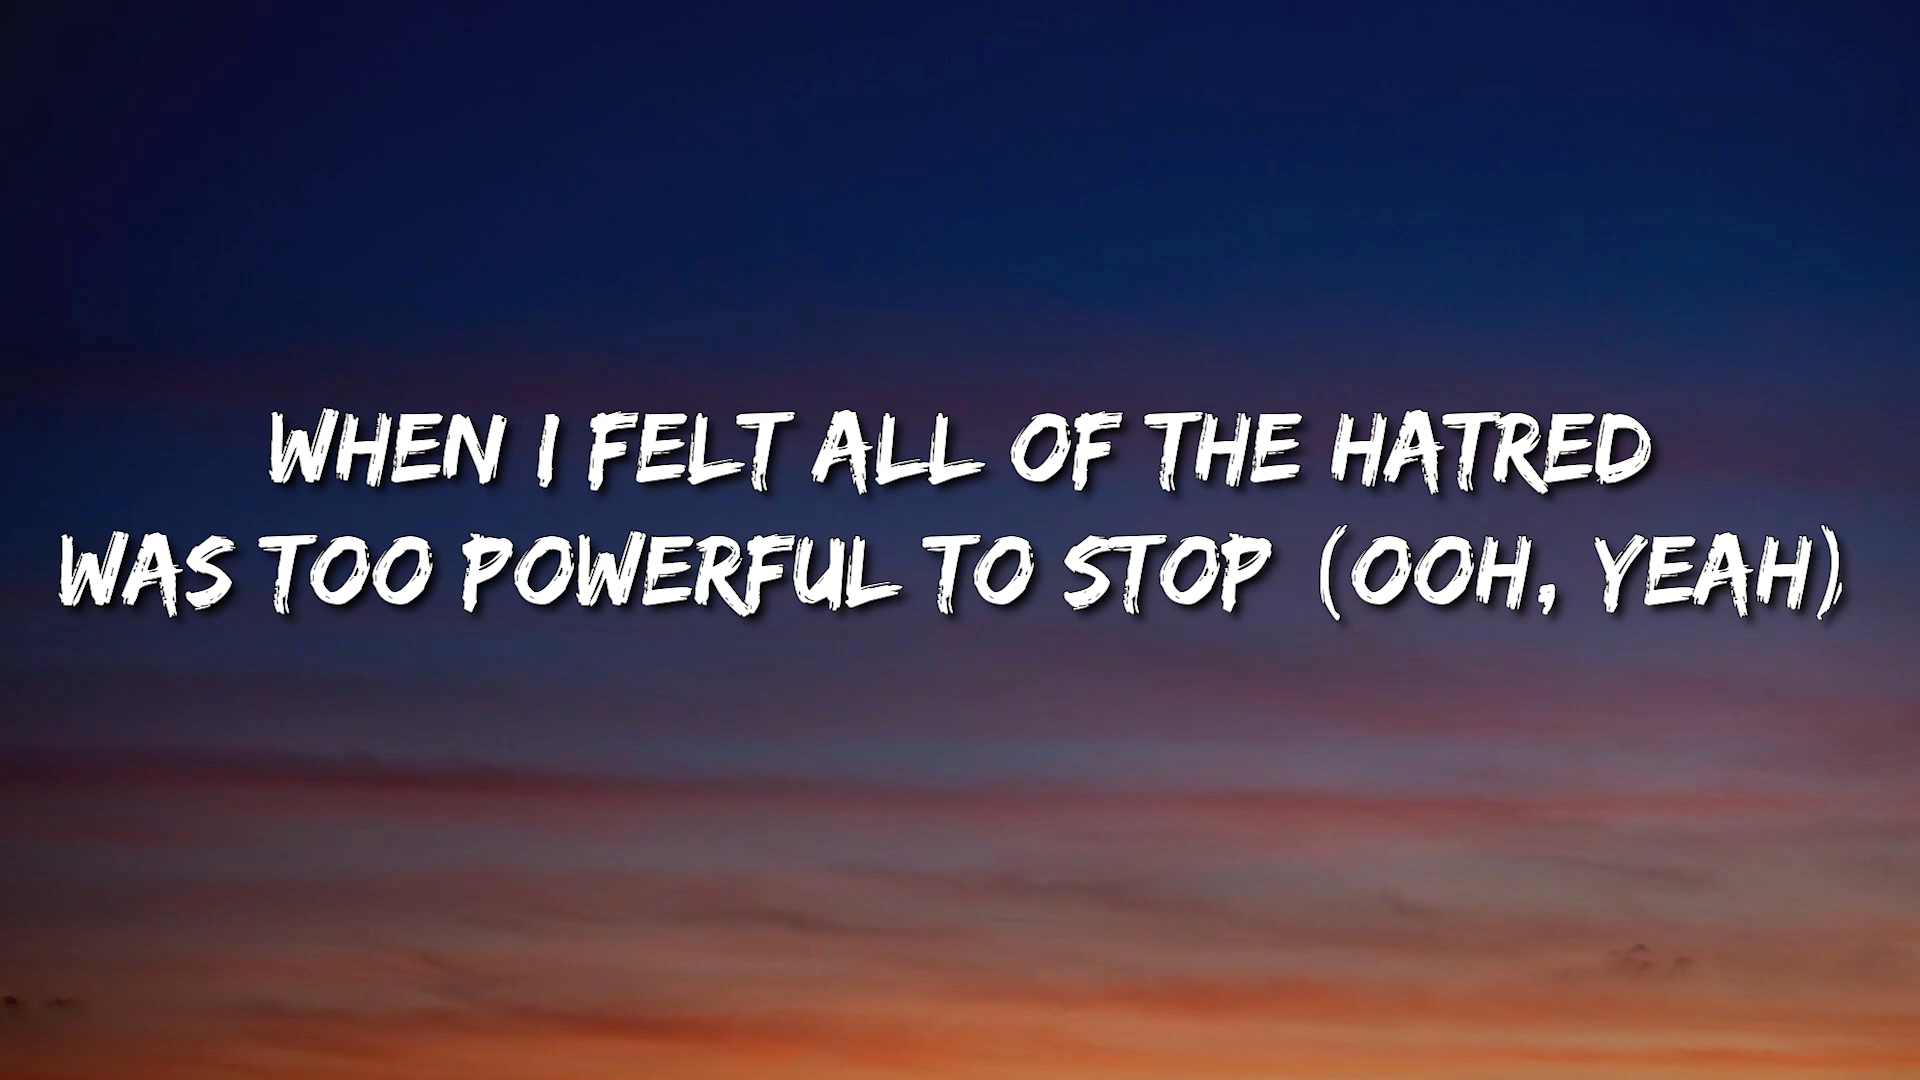 WHEN I FELT ALL OF THE HATRED
WAS TOO POWERFUL TO STOP (OOH, YEAH)